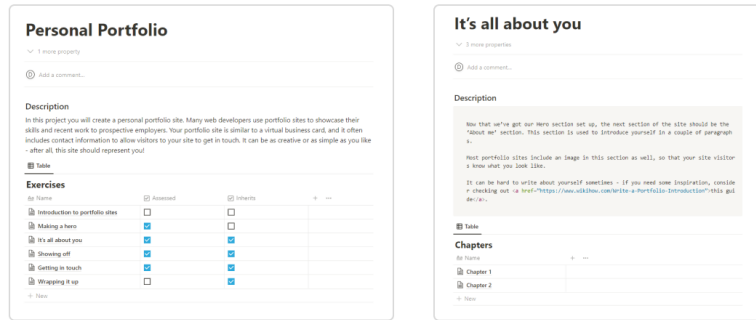 Personal Portfolio
1 more property
D Add a comment...
Description
In this project you will create a personal portfolio site. Many web developers use portfolio sites to showcase their
skills and recent work to prospective employers. Your portfolio site is similar to a virtual business card, and it often
includes contact information to allow visitors to your site to get in touch. It can be as creative or as simple as you like
- after all, this site should represent you!
Table
Exercises
Aa Name Assessed Inherits + ...
Introduction to portfolio sites
Making a hero
It's all about you
Showing off
Getting in touch
Wrapping it up
+ New
It's all about you
5 more properties
D Add a comment...
Description
Now that we've got our Hero section set up, the next section of the site should be the
'About me' section. This section is used to introduce yourself in a couple of paragraph
s.
Most portfolio sites include an image in this section as well, so that your site visitor
s know what you look like.
It can be hard to write about yourself sometimes - if you need some inspiration, conside
r checking out <a href="https://www.wikihow.com/Write-a-Portfolio-Introduction">this gui
de</a>.
Table
Chapters
Aa Name + ...
Chapter 1
Chapter 2
+ New